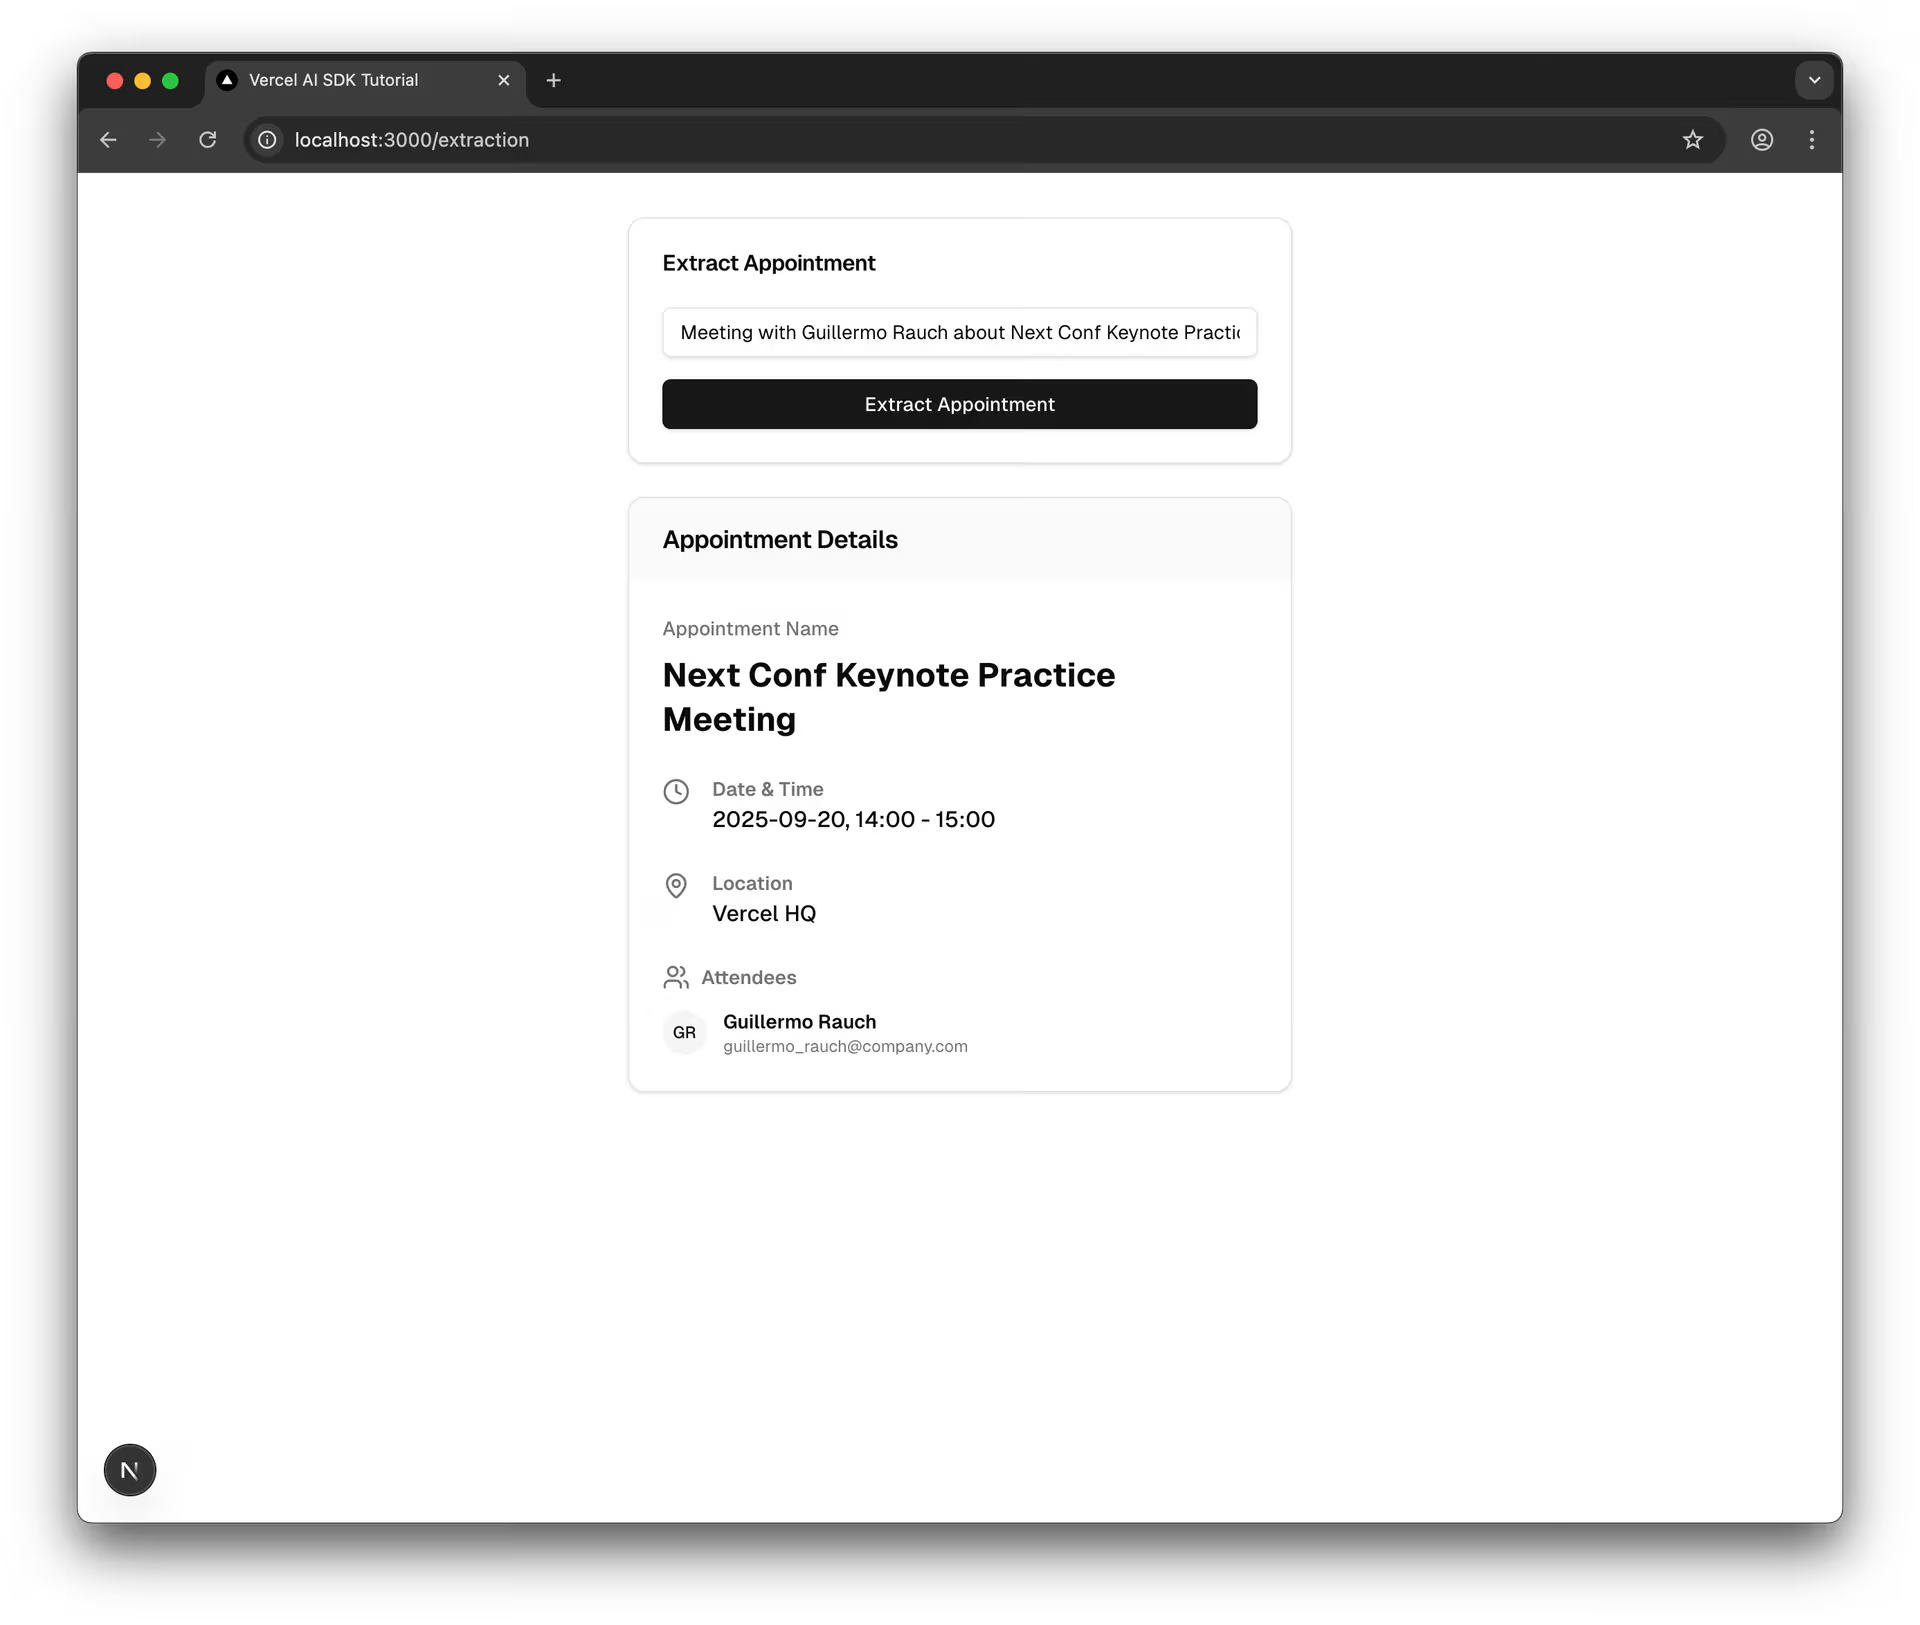 Vercel AI SDK Tutorial
localhost:3000/extraction
Extract Appointment
Meeting with Guillermo Rauch about Next Conf Keynote
Extract Appointment
Appointment Details
Appointment Name
Next Conf Keynote Practice
Meeting
Date & Time
2025-09-20, 14:00 - 15:00
Location
Vercel HQ
Attendees
GR
Guillermo Rauch
guillermo_rauch@company.com
N